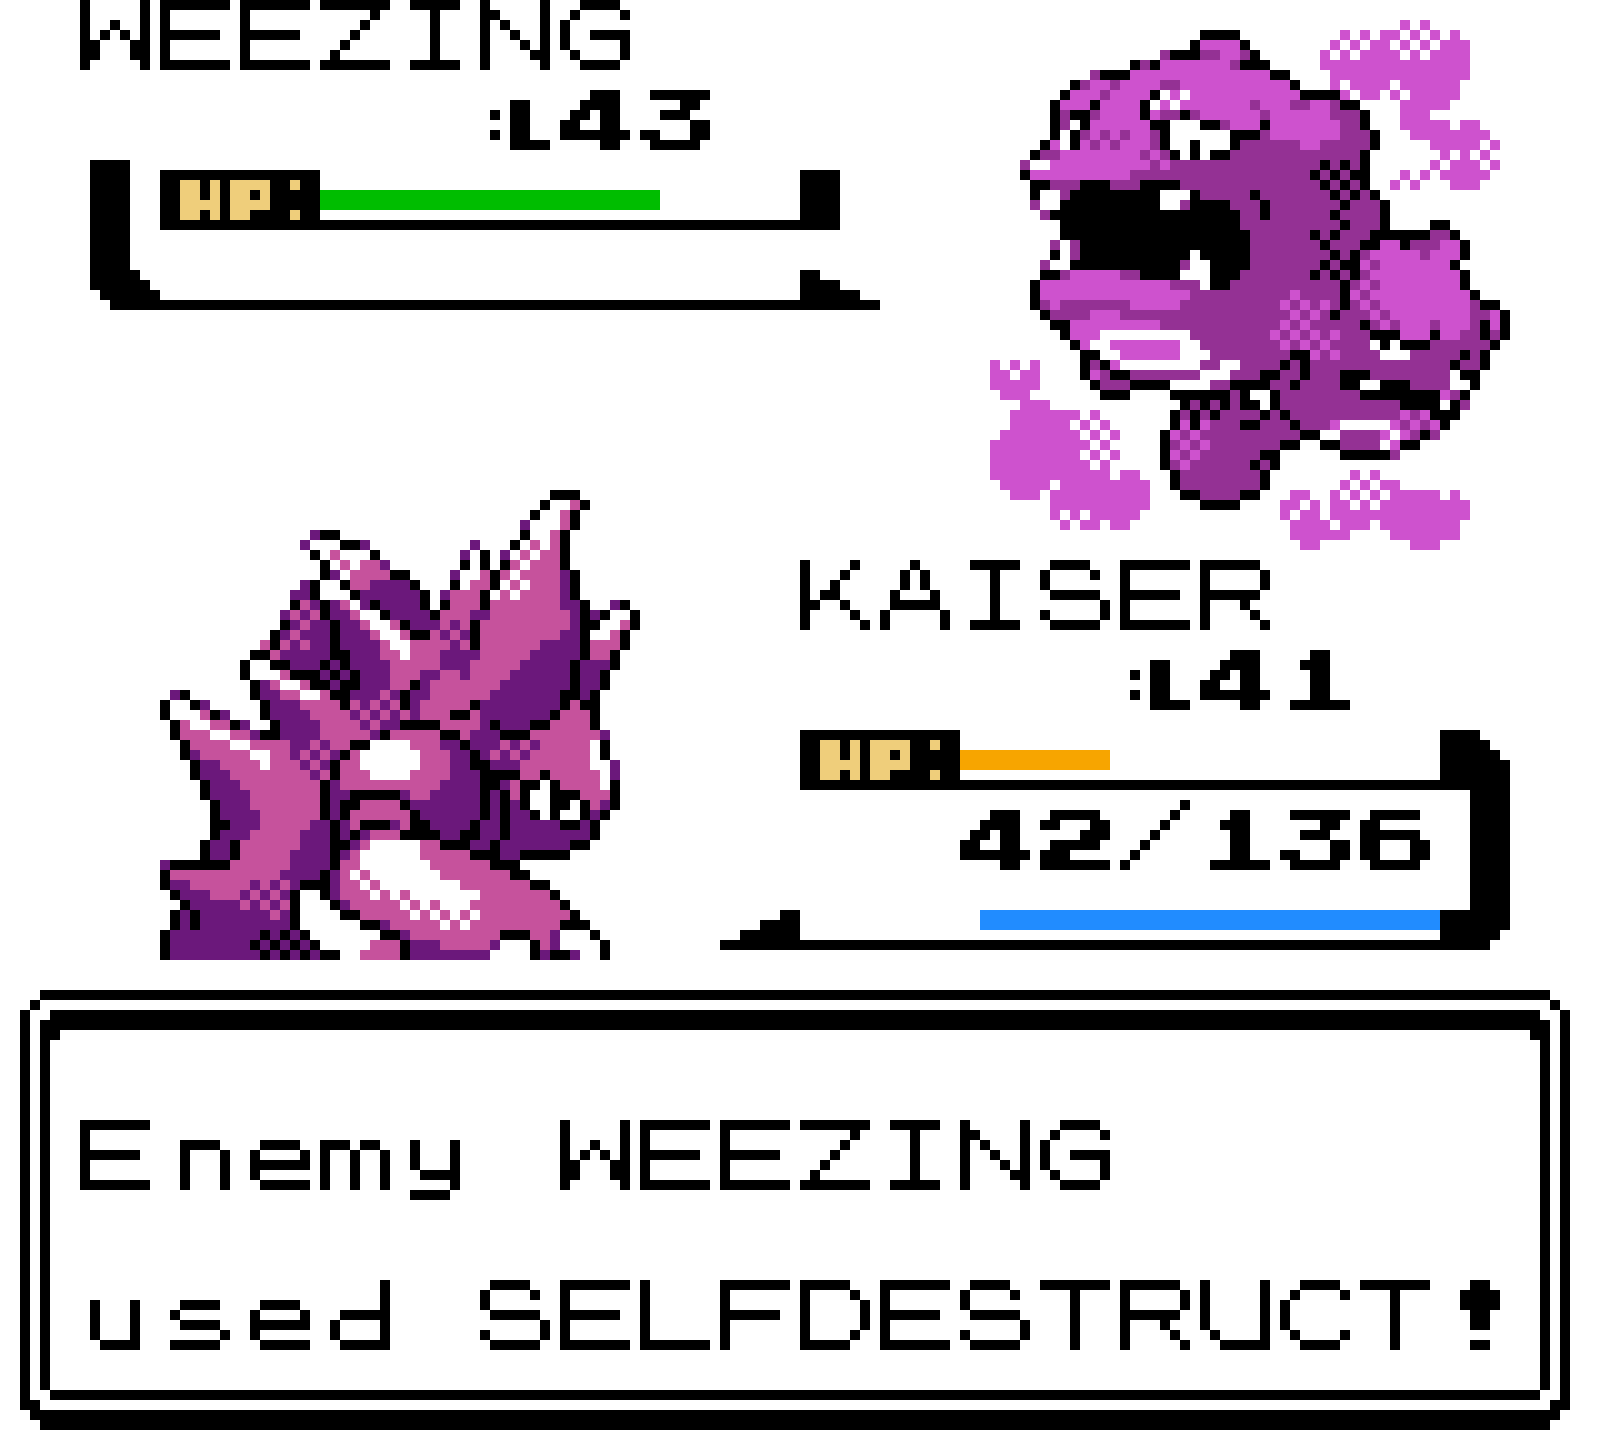 WEEZING
:L43
HP:
KAISER
:L41
HP:
42/136
Enemy WEEZING
used SELFDESTRUCT!